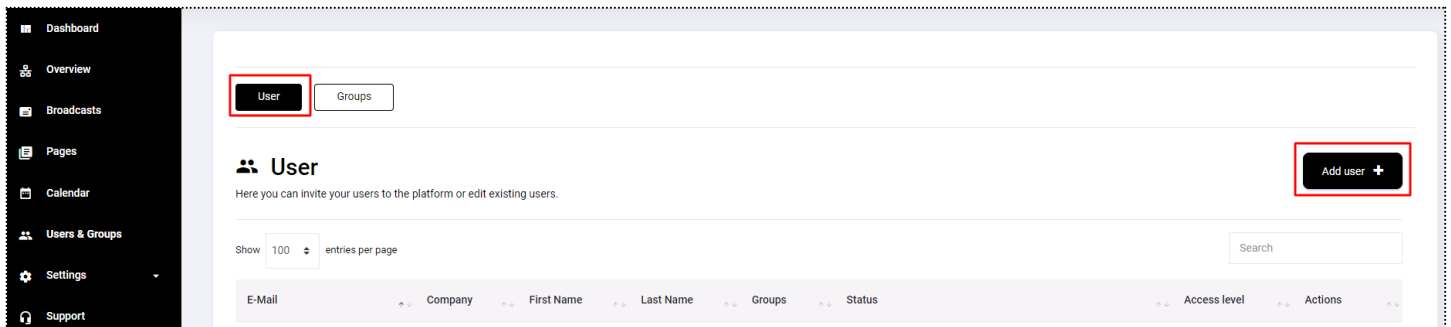 Dashboard
Overview
Broadcasts
Pages
Calendar
Users & Groups
Settings
Support
User Groups
User
Add user
Here you can invite your users to the platform or edit existing users.
Show 100 entries per page
Search
E-Mail Company First Name Last Name Groups Status Access level Actions